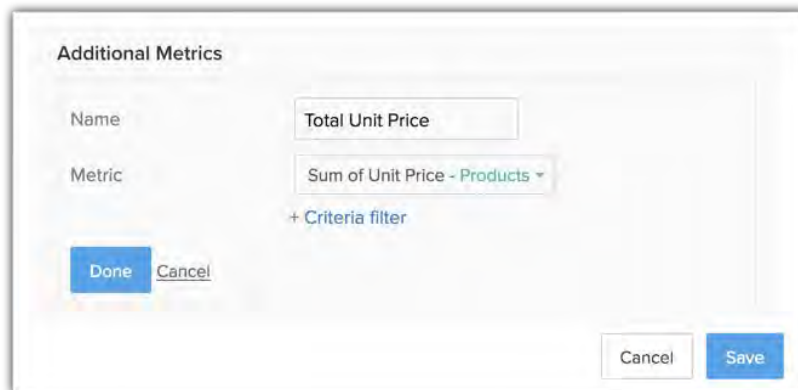 Additional Metrics
Name
Total Unit Price
Metric
Sum of Unit Price - Products
+ Criteria filter
Done Cancel
Cancel Save